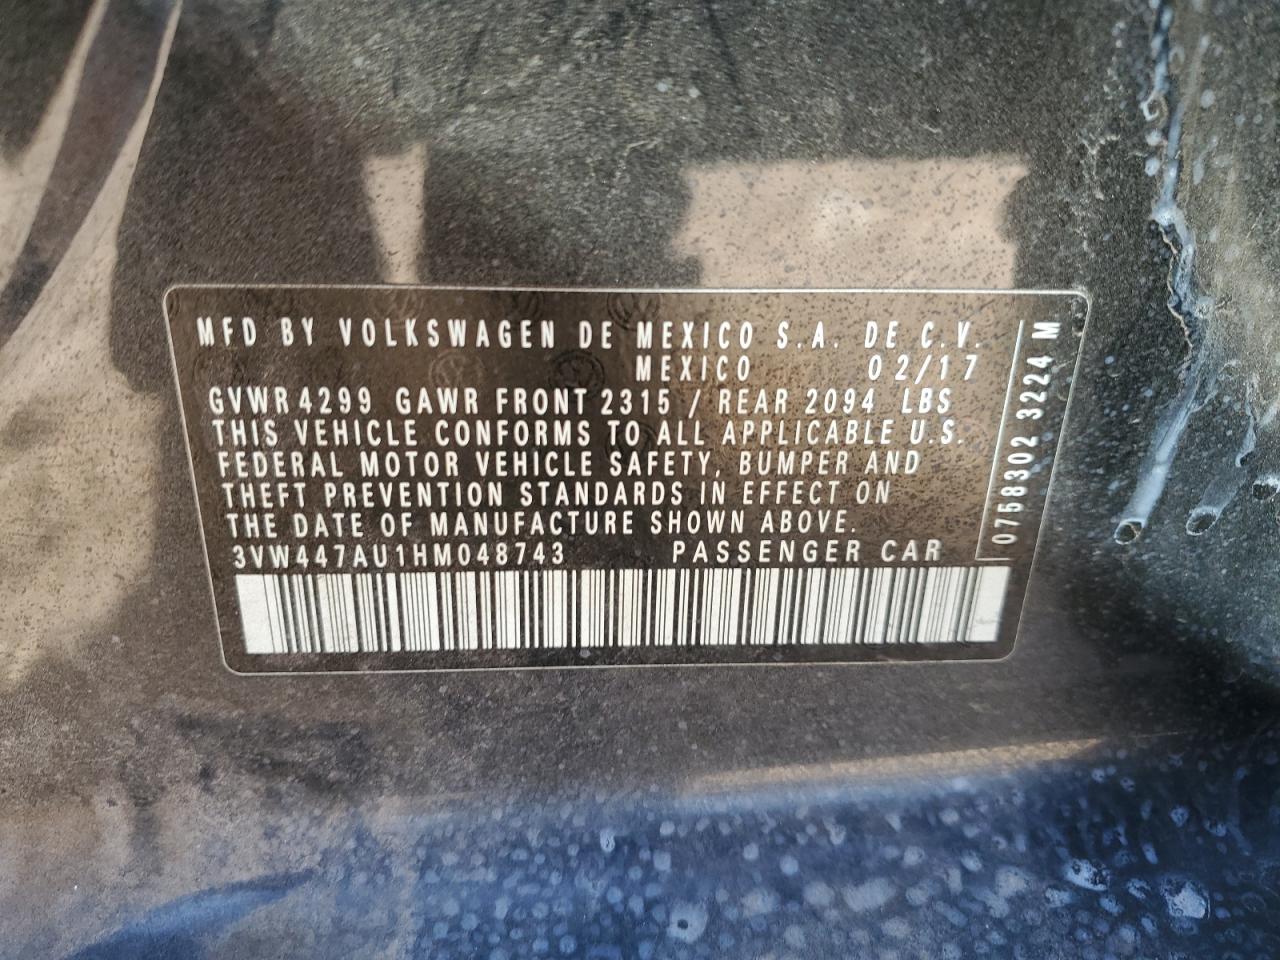 MFD BY VOLKSWAGEN DE MEXICO S.A. DE C.V.
MEXICO 02/17
GVWR 4299 GAWR FRONT 2315 / REAR 2094 LBS
THIS VEHICLE CONFORMS TO ALL APPLICABLE U.S.
FEDERAL MOTOR VEHICLE SAFETY, BUMPER AND
THEFT PREVENTION STANDARDS IN EFFECT ON
THE DATE OF MANUFACTURE SHOWN ABOVE.
3VW447AU1HM048743 PASSENGER CAR
0758302 3224 M